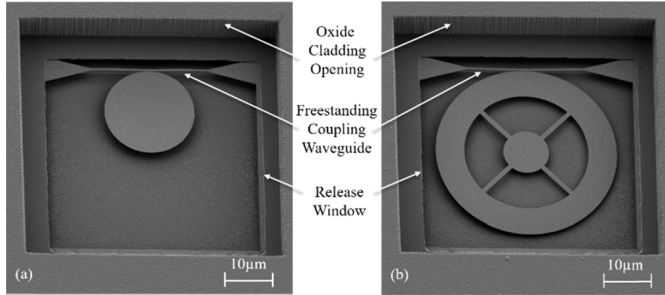 Oxide
Cladding
Opening
Freestanding
Coupling
Waveguide
Release
Window
(a)
10μm
(b)
10μm